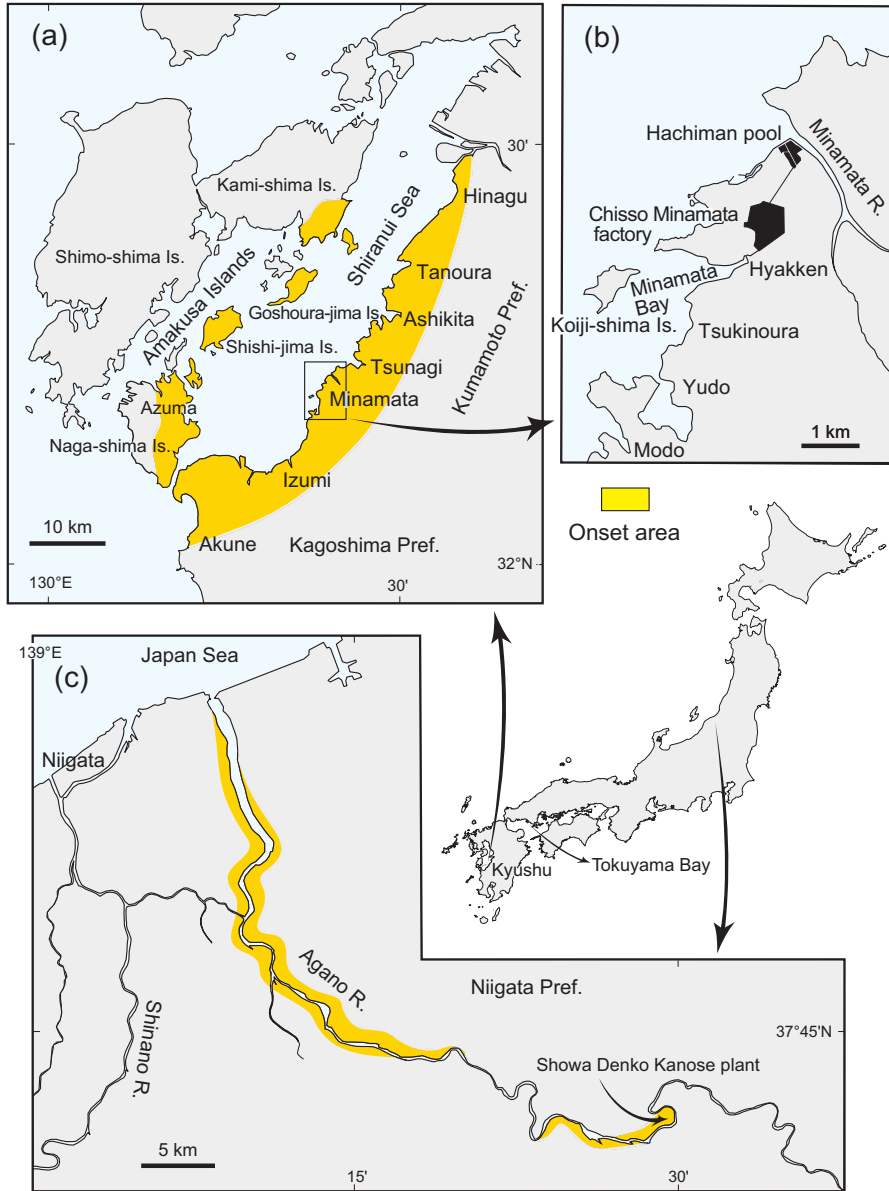 (a)
30'
Kami-shima Is.
Hinagu
Shiranui Sea
Shimo-shima Is.
Tanoura
Amakusa Islands
Goshoura-jima Is.
Ashikita
Shishi-jima Is.
Kumamoto Pref.
Tsunagi
Minamata
Azuma
Naga-shima Is.
Izumi
10 km
Akune
Kagoshima Pref.
32°N
130°E
30'
(b)
Hachiman pool
Minamata R.
Chisso Minamata
factory
Hyakken
Minamata
Bay
Koiji-shima Is.
Tsukinoura
Yudo
Modo
1 km
Onset area
Kyushu
Tokuyama Bay
139°E
Japan Sea
(c)
Niigata
Agano R.
Niigata Pref.
Shinano R.
37°45'N
Showa Denko Kanose plant
5 km
15'
30'